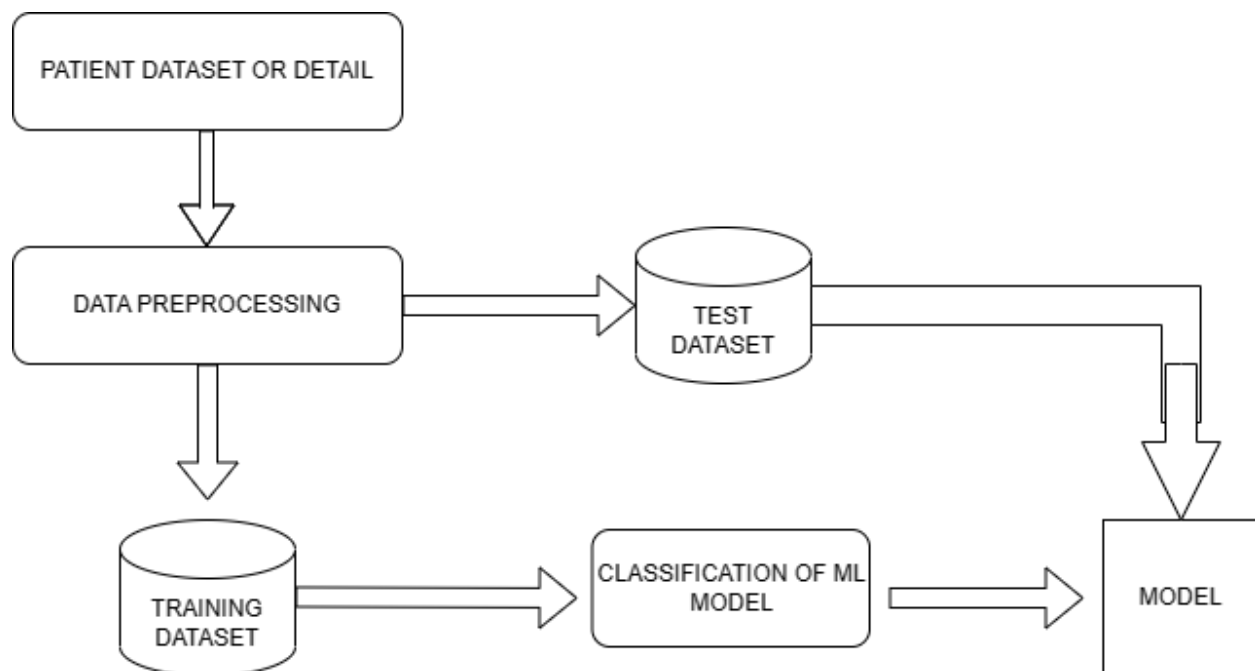 PATIENT DATASET OR DETAIL
DATA PREPROCESSING
TEST
DATASET
TRAINING
DATASET
CLASSIFICATION OF ML
MODEL
MODEL